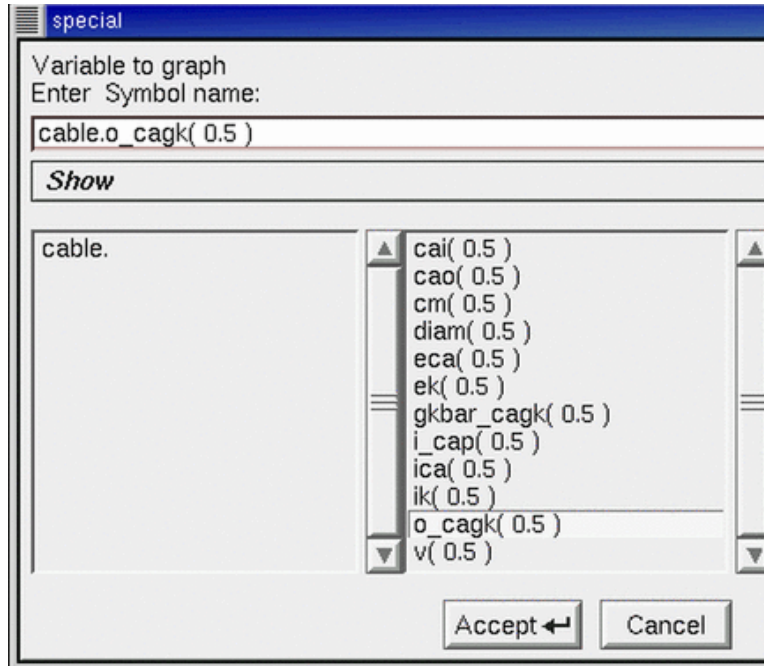 special
Variable to graph
Enter Symbol name:
cable.o_cagk( 0.5 )
Show
cable.
cai( 0.5 )
cao( 0.5 )
cm( 0.5 )
diam( 0.5 )
eca( 0.5 )
ek( 0.5 )
gkbar_cagk( 0.5 )
i_cap( 0.5 )
ica( 0.5 )
ik( 0.5 )
o_cagk( 0.5 )
v( 0.5 )
Accept
Cancel